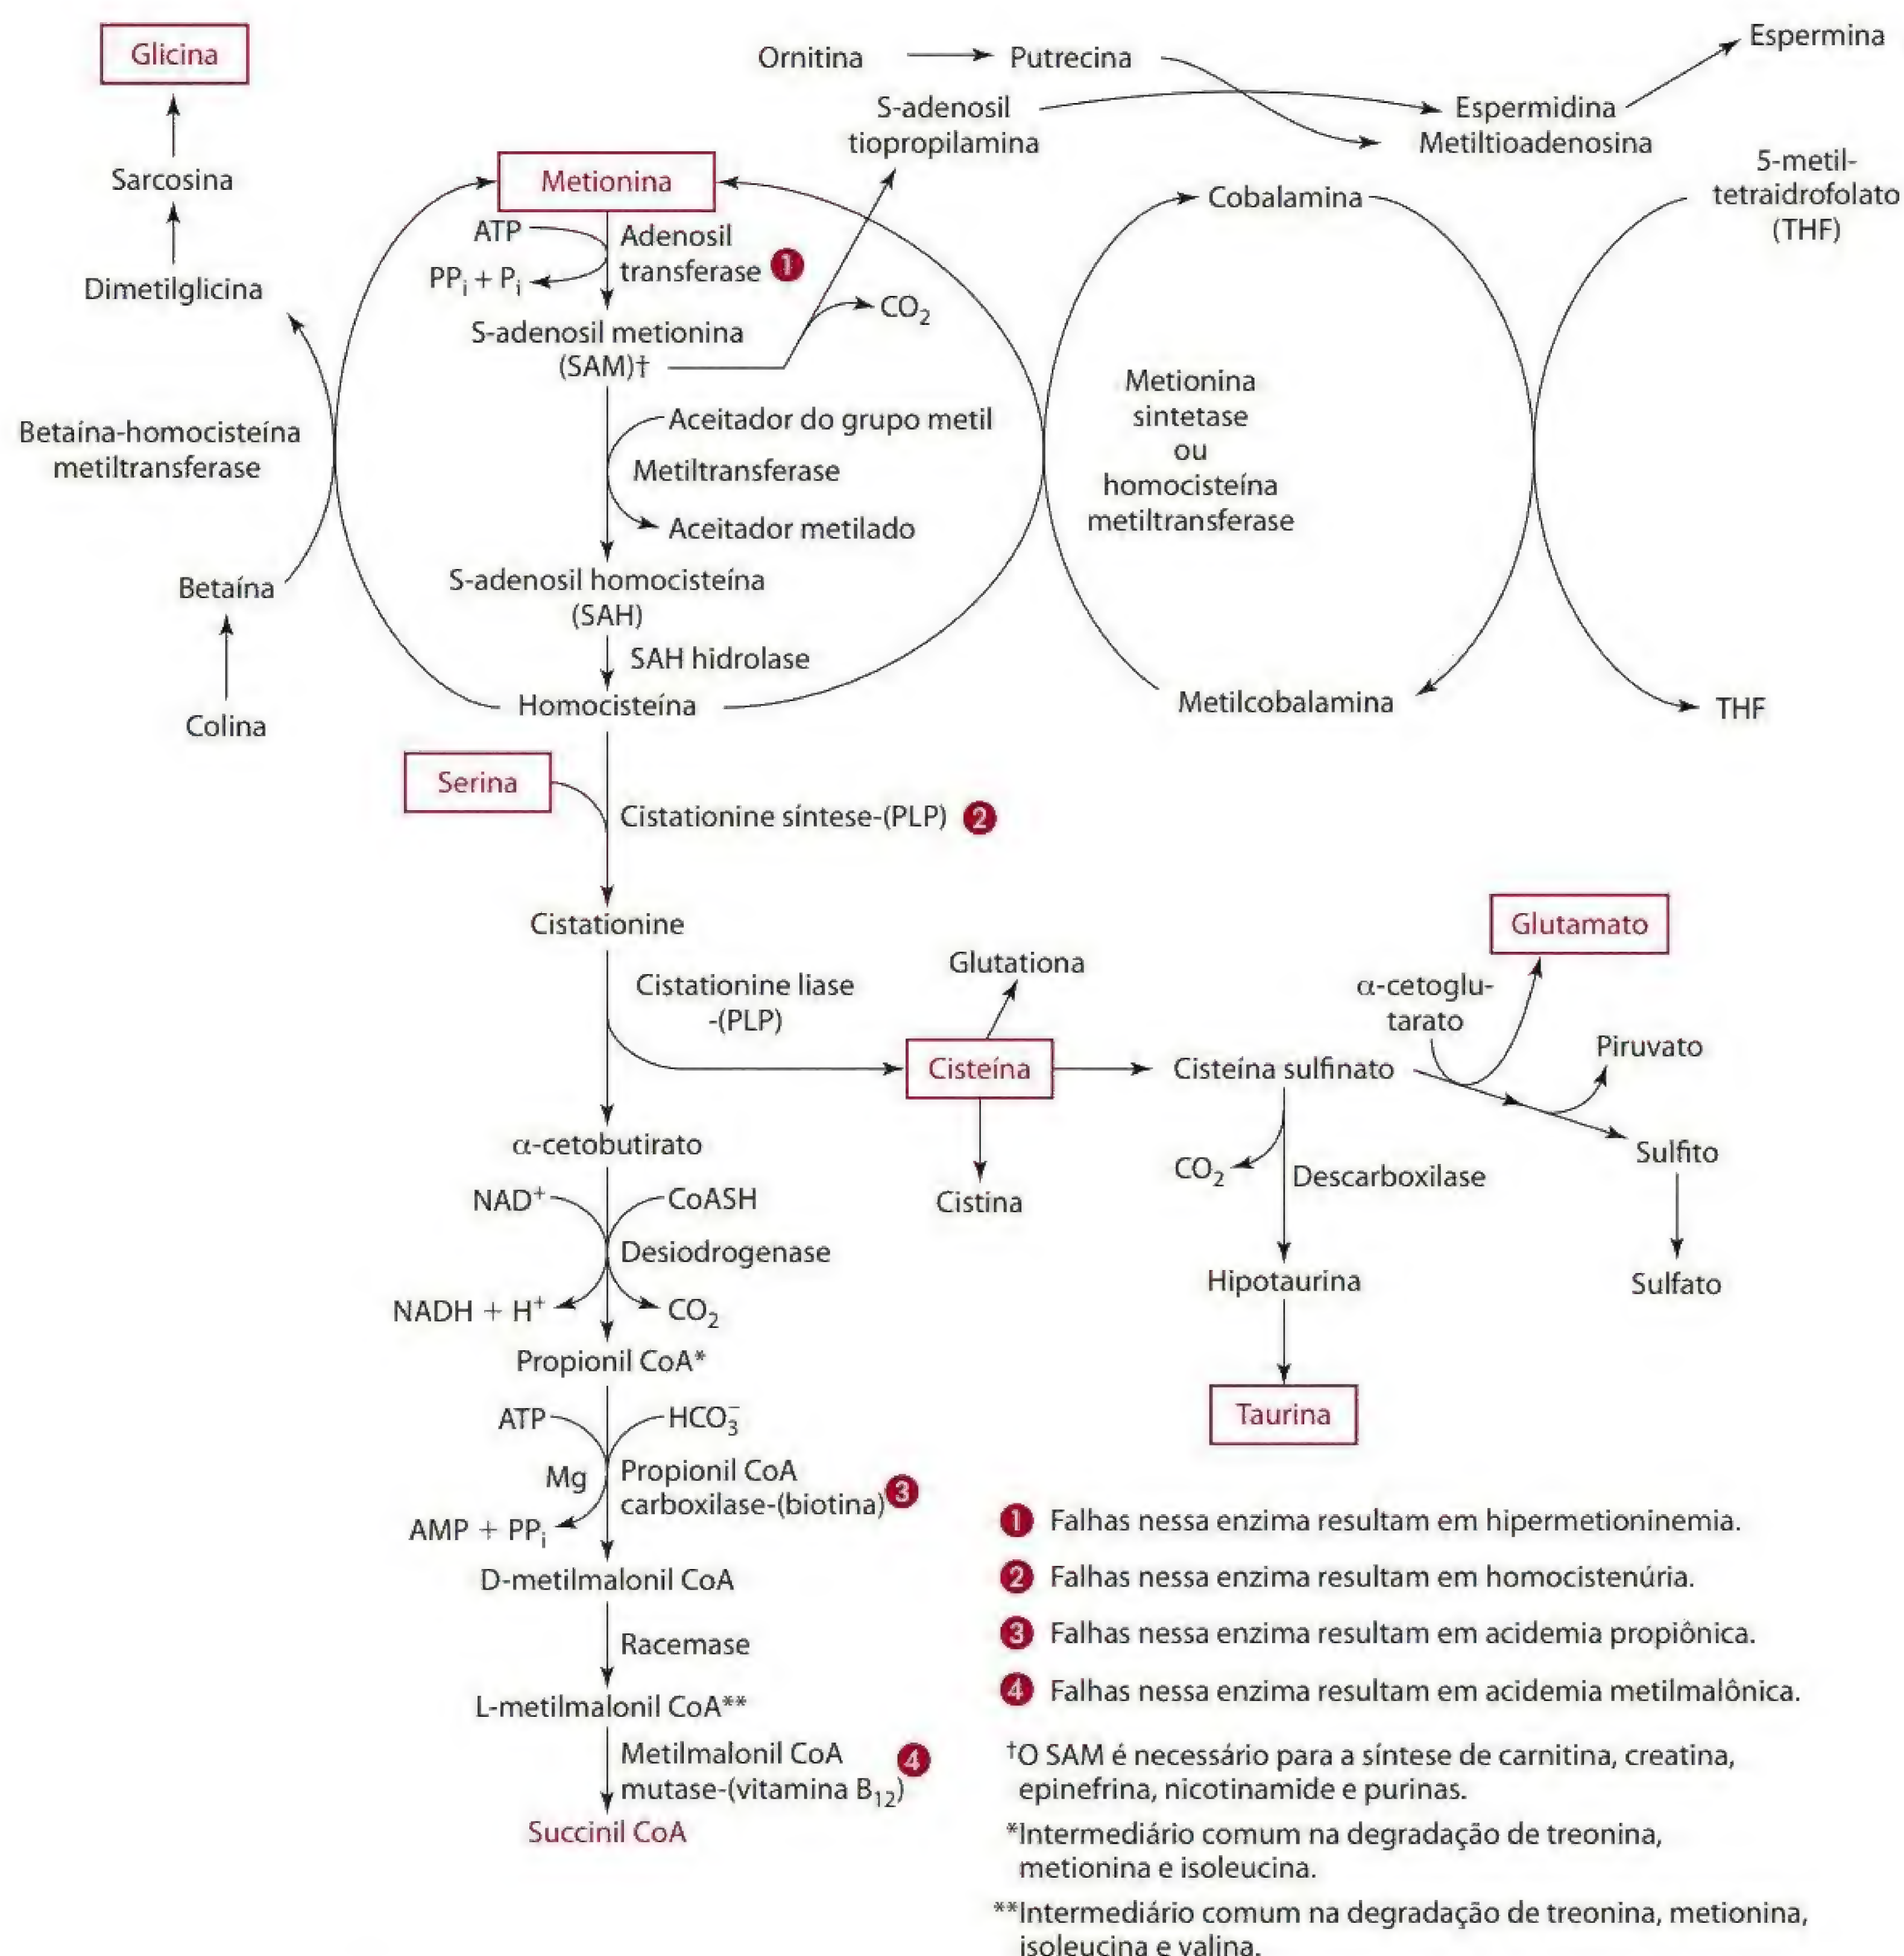 Glicina
Ornitina
Putrecina
Espermina
S-adenosil
tiopropilamina
Espermidina
Metiltioadenosina
Sarcosina
Metionina
5-metil-
tetraidrofolato
(THF)
Cobalamina
ATP
Adenosil
transferase 1
PPi + Pi
Dimetilglicina
CO2
S-adenosil metionina
(SAM)†
Betaína-homocisteína
metiltransferase
Aceitador do grupo metil
Metiltransferase
Aceitador metilado
Metionina
sintetase
ou
homocisteína
metiltransferase
Betaína
S-adenosil homocisteína
(SAH)
SAH hidrolase
Colina
Homocisteína
Metilcobalamina
THF
Serina
Cistationine síntese-(PLP) 2
Cistationine
Cistationine liase
-(PLP)
Glutationa
Glutamato
α-cetoglu-
tarato
Cisteína
Cisteína sulfinato
Piruvato
α-cetobutirato
Cistina
CO2
Descarboxilase
Sulfito
NAD+
CoASH
Desiodrogenase
NADH + H+
CO2
Hipotaurina
Sulfato
Propionil CoA*
Taurina
ATP
HCO3−
Mg
Propionil CoA
carboxilase-(biotina) 3
AMP + PPi
D-metilmalonil CoA
Racemase
L-metilmalonil CoA**
Metilmalonil CoA
mutase-(vitamina B12) 4
Succinil CoA
1 Falhas nessa enzima resultam em hipermetioninemia.
2 Falhas nessa enzima resultam em homocistenúria.
3 Falhas nessa enzima resultam em acidemia propiônica.
4 Falhas nessa enzima resultam em acidemia metilmalônica.
†O SAM é necessário para a síntese de carnitina, creatina,
epinefrina, nicotinamide e purinas.
*Intermediário comum na degradação de treonina,
metionina e isoleucina.
**Intermediário comum na degradação de treonina, metionina,
isoleucina e valina.